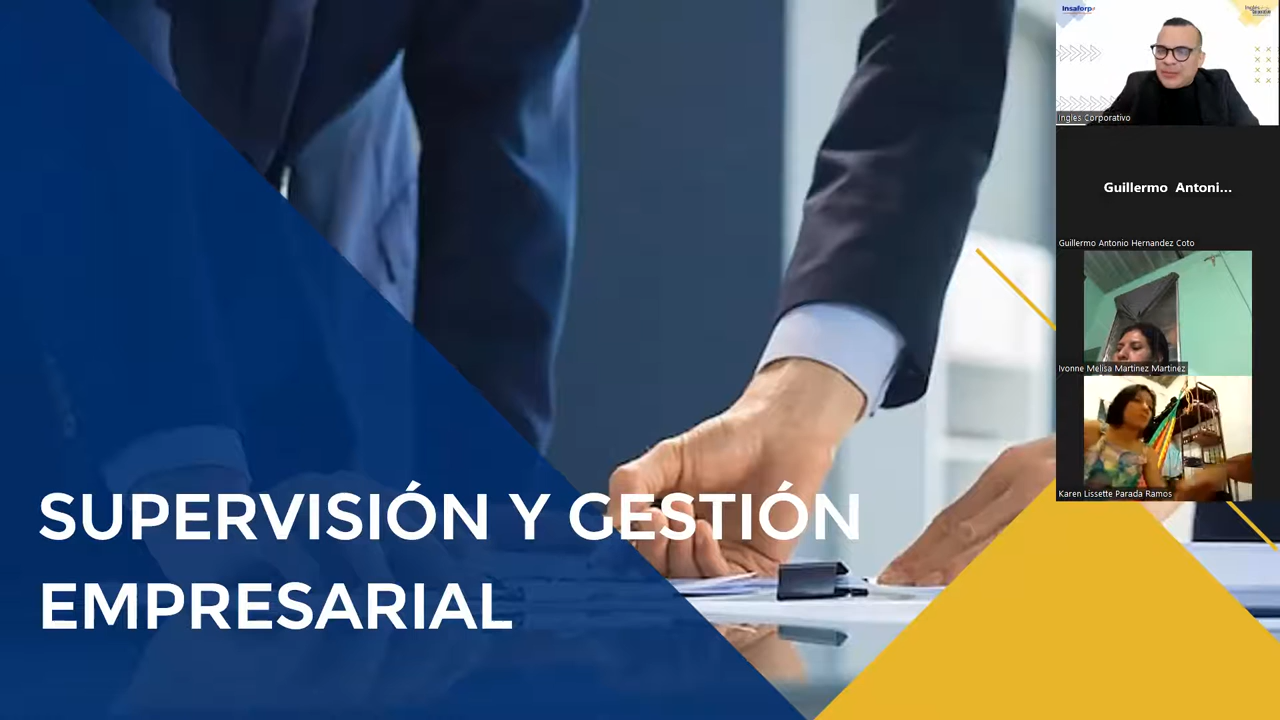 SUPERVISIÓN Y GESTIÓN
EMPRESARIAL
Insaforp
Ingles Corporativo
Guillermo Antoni...
Guillermo Antonio Hernandez Coto
Ivonne Melisa Martinez Martinez
Karen Lissette Parada Ramos